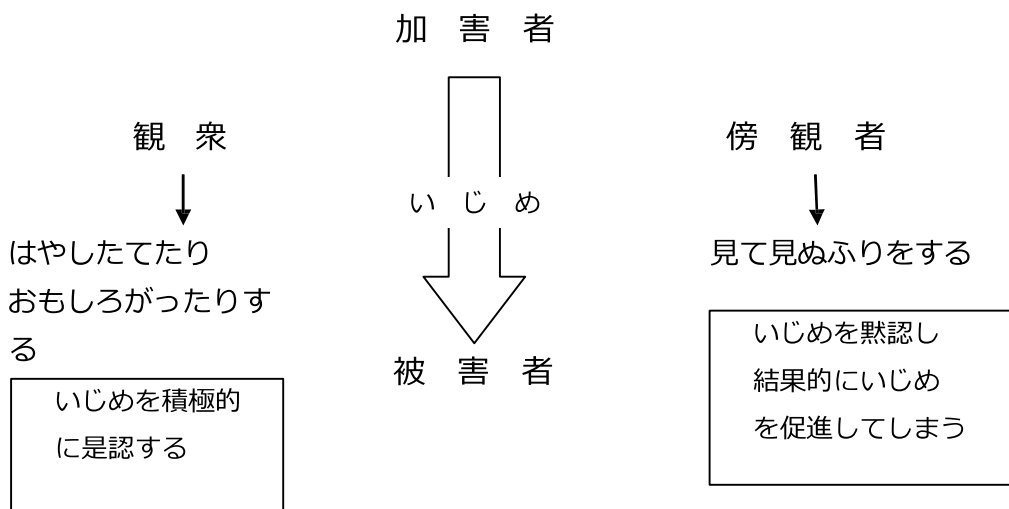 加 害 者
観 衆
傍 観 者
い じ め
はやしたてたり
おもしろがったりす
る
見て見ぬふりをする
被 害 者
いじめを積極的
に是認する
いじめを黙認し
結果的にいじめ
を促進してしまう